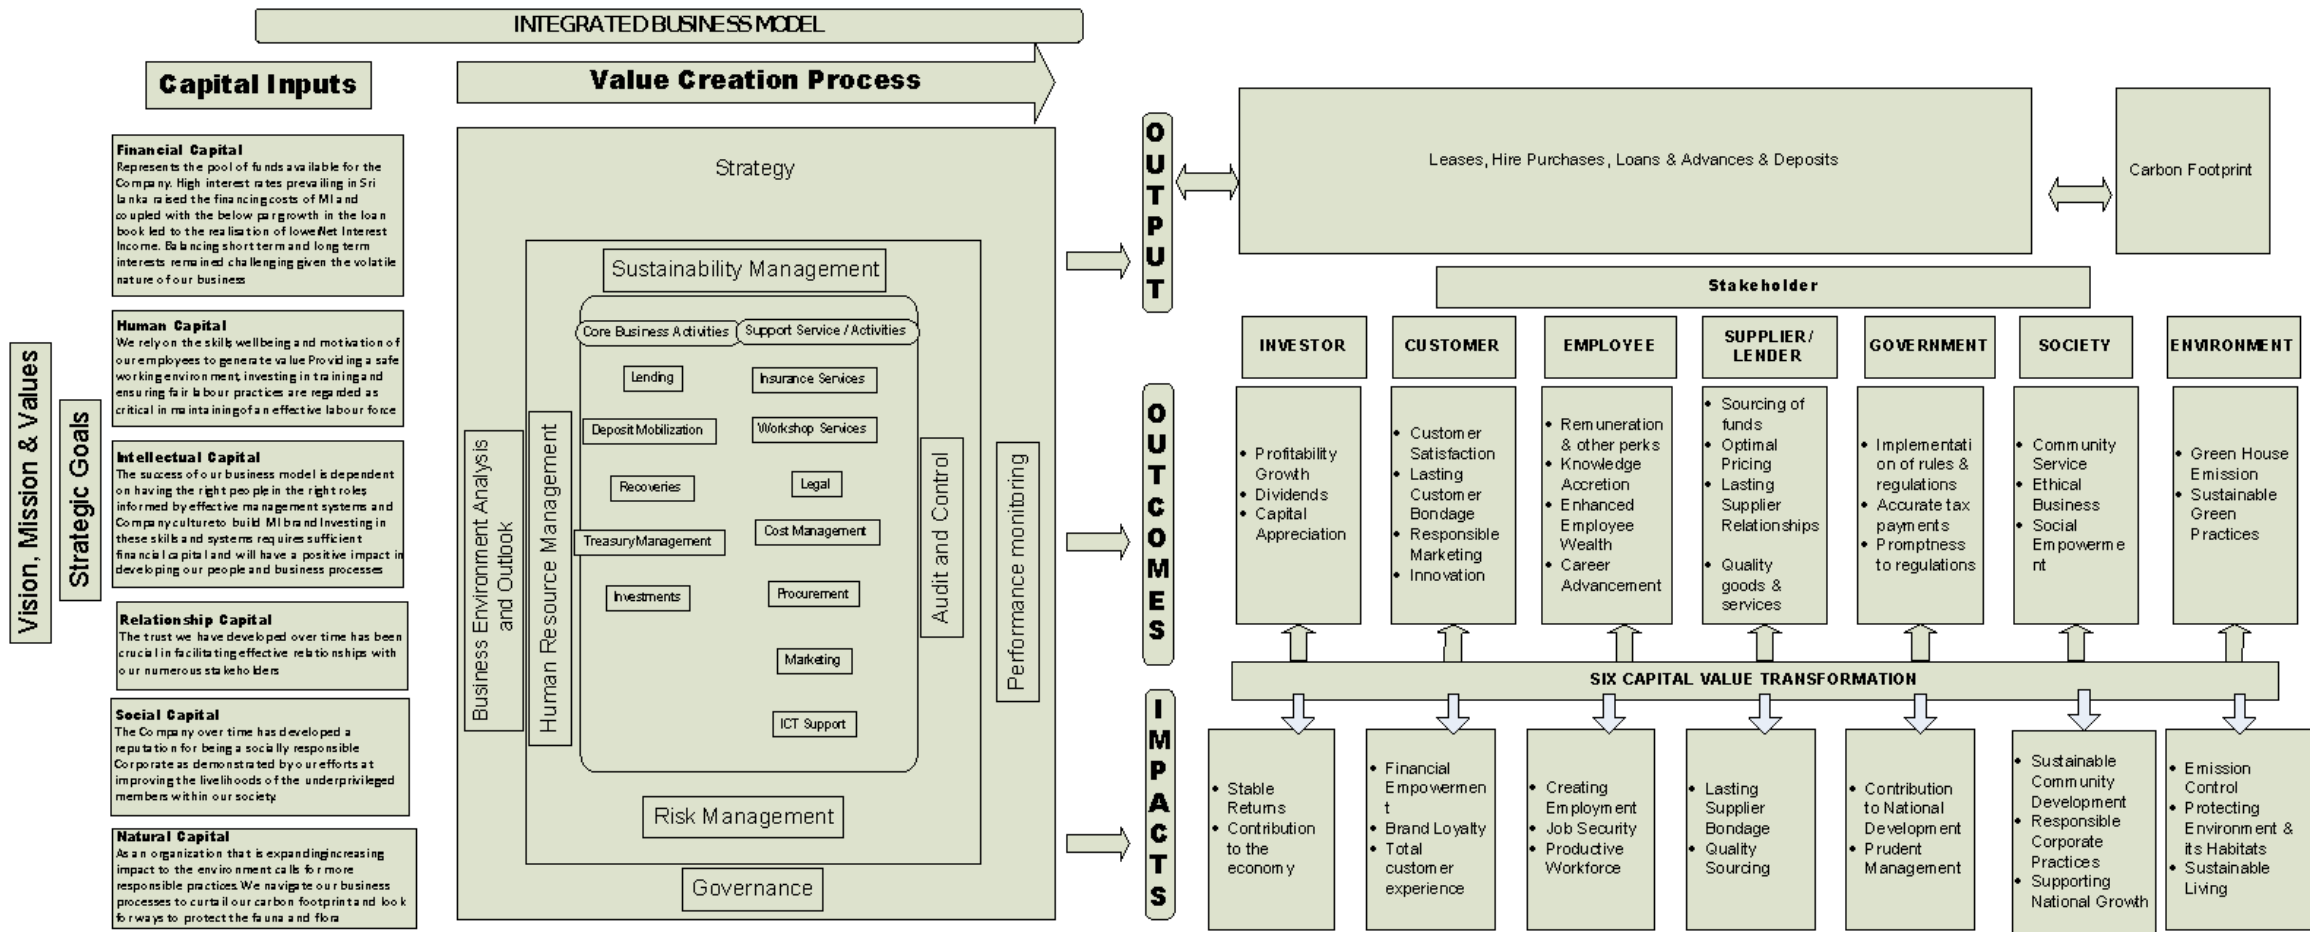 INTEGRATED BUSINESS MODEL
Capital Inputs
Value Creation Process
Vision, Mission & Values
Strategic Goals
Financial Capital
Represents the pool of funds available for the
Company. High interest rates prevailing in Sri
lanka raised the financing costs of MI and
coupled with the below par growth in the loan
book led to the realisation of lower Net Interest
Income. Balancing short term and long term
interests remained challenging given the volatile
nature of our business
Human Capital
We rely on the skills, wellbeing and motivation of
our employees to generate value Providing a safe
working environment, investing in training and
ensuring fair labour practices are regarded as
critical in maintaining of an effective labour force
Intellectual Capital
The success of our business model is dependent
on having the right people in the right roles,
informed by effective management systems and
Company culture to build MI brand Investing in
these skills and systems requires sufficient
financial capital and will have a positive impact in
developing our people and business processes
Relationship Capital
The trust we have developed over time has been
crucial in facilitating effective relationships with
our numerous stakeholders
Social Capital
The Company over time has developed a
reputation for being a socially responsible
Corporate as demonstrated by our efforts at
improving the livelihoods of the underprivileged
members within our society.
Natural Capital
As an organization that is expanding increasing
impact to the environment calls for more
responsible practices. We navigate our business
processes to curtail our carbon footprint and look
for ways to protect the fauna and flora
Strategy
Sustainability Management
Core Business Activities
Support Service / Activities
Lending
Insurance Services
Deposit Mobilization
Workshop Services
Recoveries
Legal
Treasury Management
Cost Management
Investments
Procurement
Marketing
ICT Support
Business Environment Analysis
and Outlook
Human Resource Management
Audit and Control
Performance monitoring
Risk Management
Governance
OUTPUT
Leases, Hire Purchases, Loans & Advances & Deposits
Carbon Footprint
Stakeholder
INVESTOR
CUSTOMER
EMPLOYEE
SUPPLIER/
LENDER
GOVERNMENT
SOCIETY
ENVIRONMENT
OUTCOMES
• Profitability
Growth
• Dividends
• Capital
Appreciation
• Customer
Satisfaction
• Lasting
Customer
Bondage
• Responsible
Marketing
• Innovation
• Remuneration
& other perks
• Knowledge
Accretion
• Enhanced
Employee
Wealth
• Career
Advancement
• Sourcing of
funds
• Optimal
Pricing
• Lasting
Supplier
Relationships
• Quality
goods &
services
• Implementati
on of rules &
regulations
• Accurate tax
payments
• Promptness
to regulations
• Community
Service
• Ethical
Business
• Social
Empowerme
nt
• Green House
Emission
• Sustainable
Green
Practices
SIX CAPITAL VALUE TRANSFORMATION
IMPACTS
• Stable
Returns
• Contribution
to the
economy
• Financial
Empowermen
t
• Brand Loyalty
• Total
customer
experience
• Creating
Employment
• Job Security
• Productive
Workforce
• Lasting
Supplier
Bondage
• Quality
Sourcing
• Contribution
to National
Development
• Prudent
Management
• Sustainable
Community
Development
• Responsible
Corporate
Practices
• Supporting
National Growth
• Emission
Control
• Protecting
Environment &
its Habitats
• Sustainable
Living